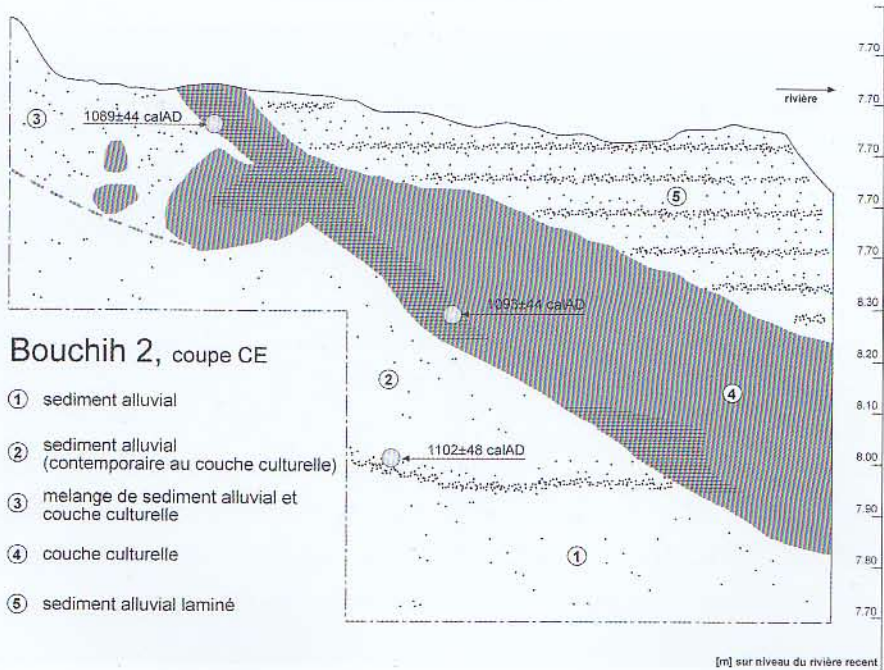 7.70
rivière
7.70
③
1089±44 calAD
7.70
⑤
7.70
7.70
1093±44 calAD
8.30
Bouchih 2, coupe CE
8.20
① sediment alluvial
②
④
8.10
② sediment alluvial
(contemporaire au couche culturelle)
1102±48 calAD
8.00
③ melange de sediment alluvial et
couche culturelle
7.90
④ couche culturelle
①
7.80
⑤ sediment alluvial laminé
7.70
[m] sur niveau du rivière recent